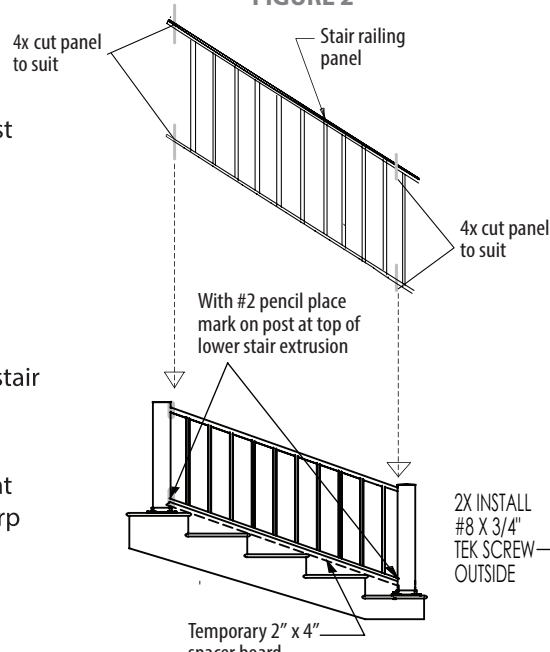 FIGURE 2
4x cut panel
to suit
Stair railing
panel
st
4x cut panel
to suit
With #2 pencil place
mark on post at top of
lower stair extrusion
stair
at
rp
2X INSTALL
#8 X 3/4"
TEK SCREW
OUTSIDE
Temporary 2” x 4”
spacer board